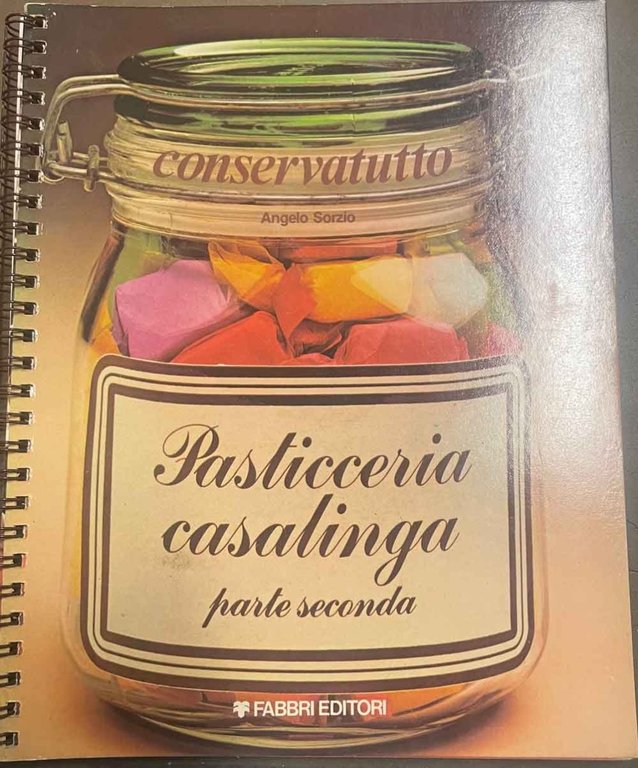 conservatutto
Angelo Sorzio
Pasticceria
casalinga
parte seconda
FABBRI EDITORI